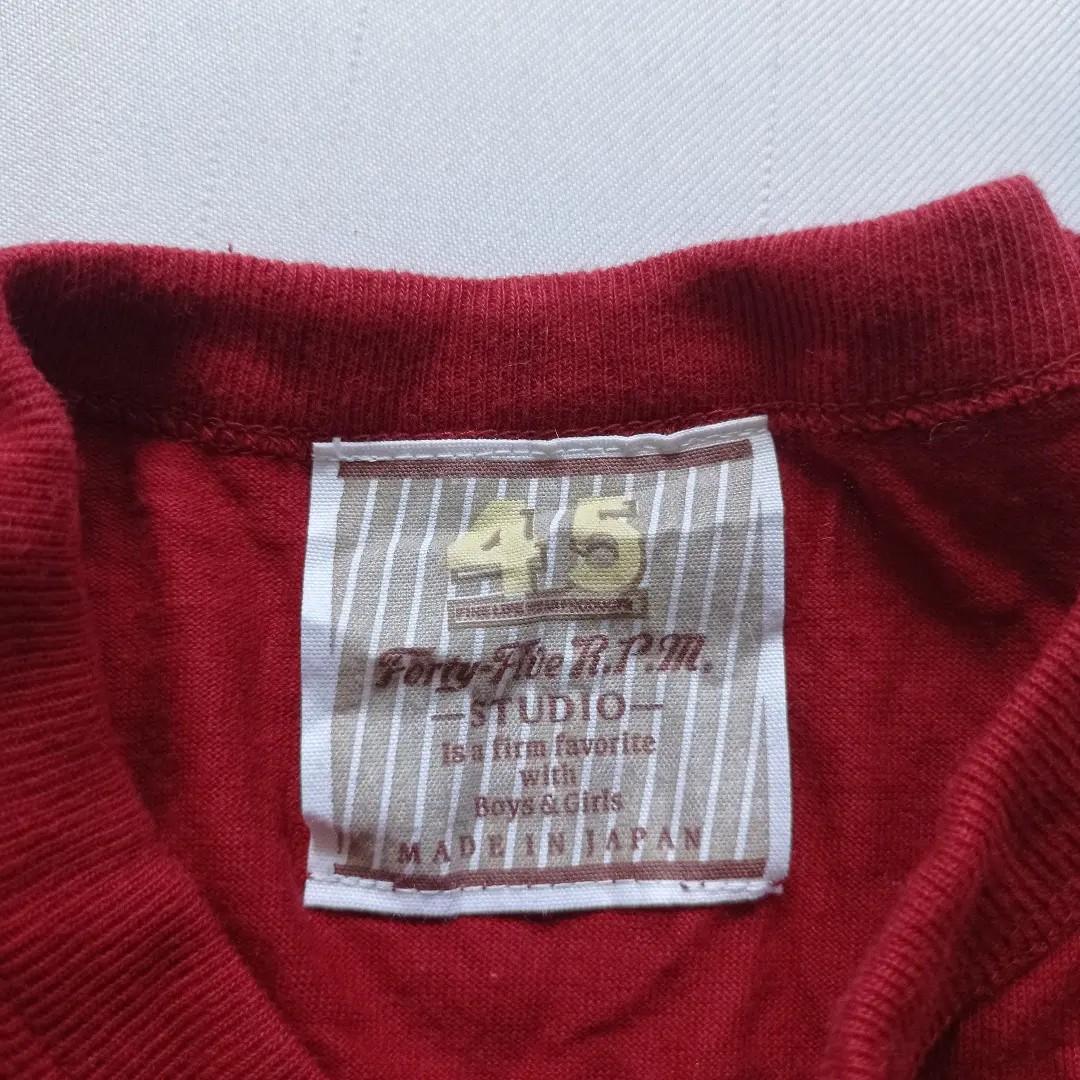 45
Forty-Five R.P.M.
—STUDIO—
Is a firm favorite
with
Boys & Girls
MADE IN JAPAN